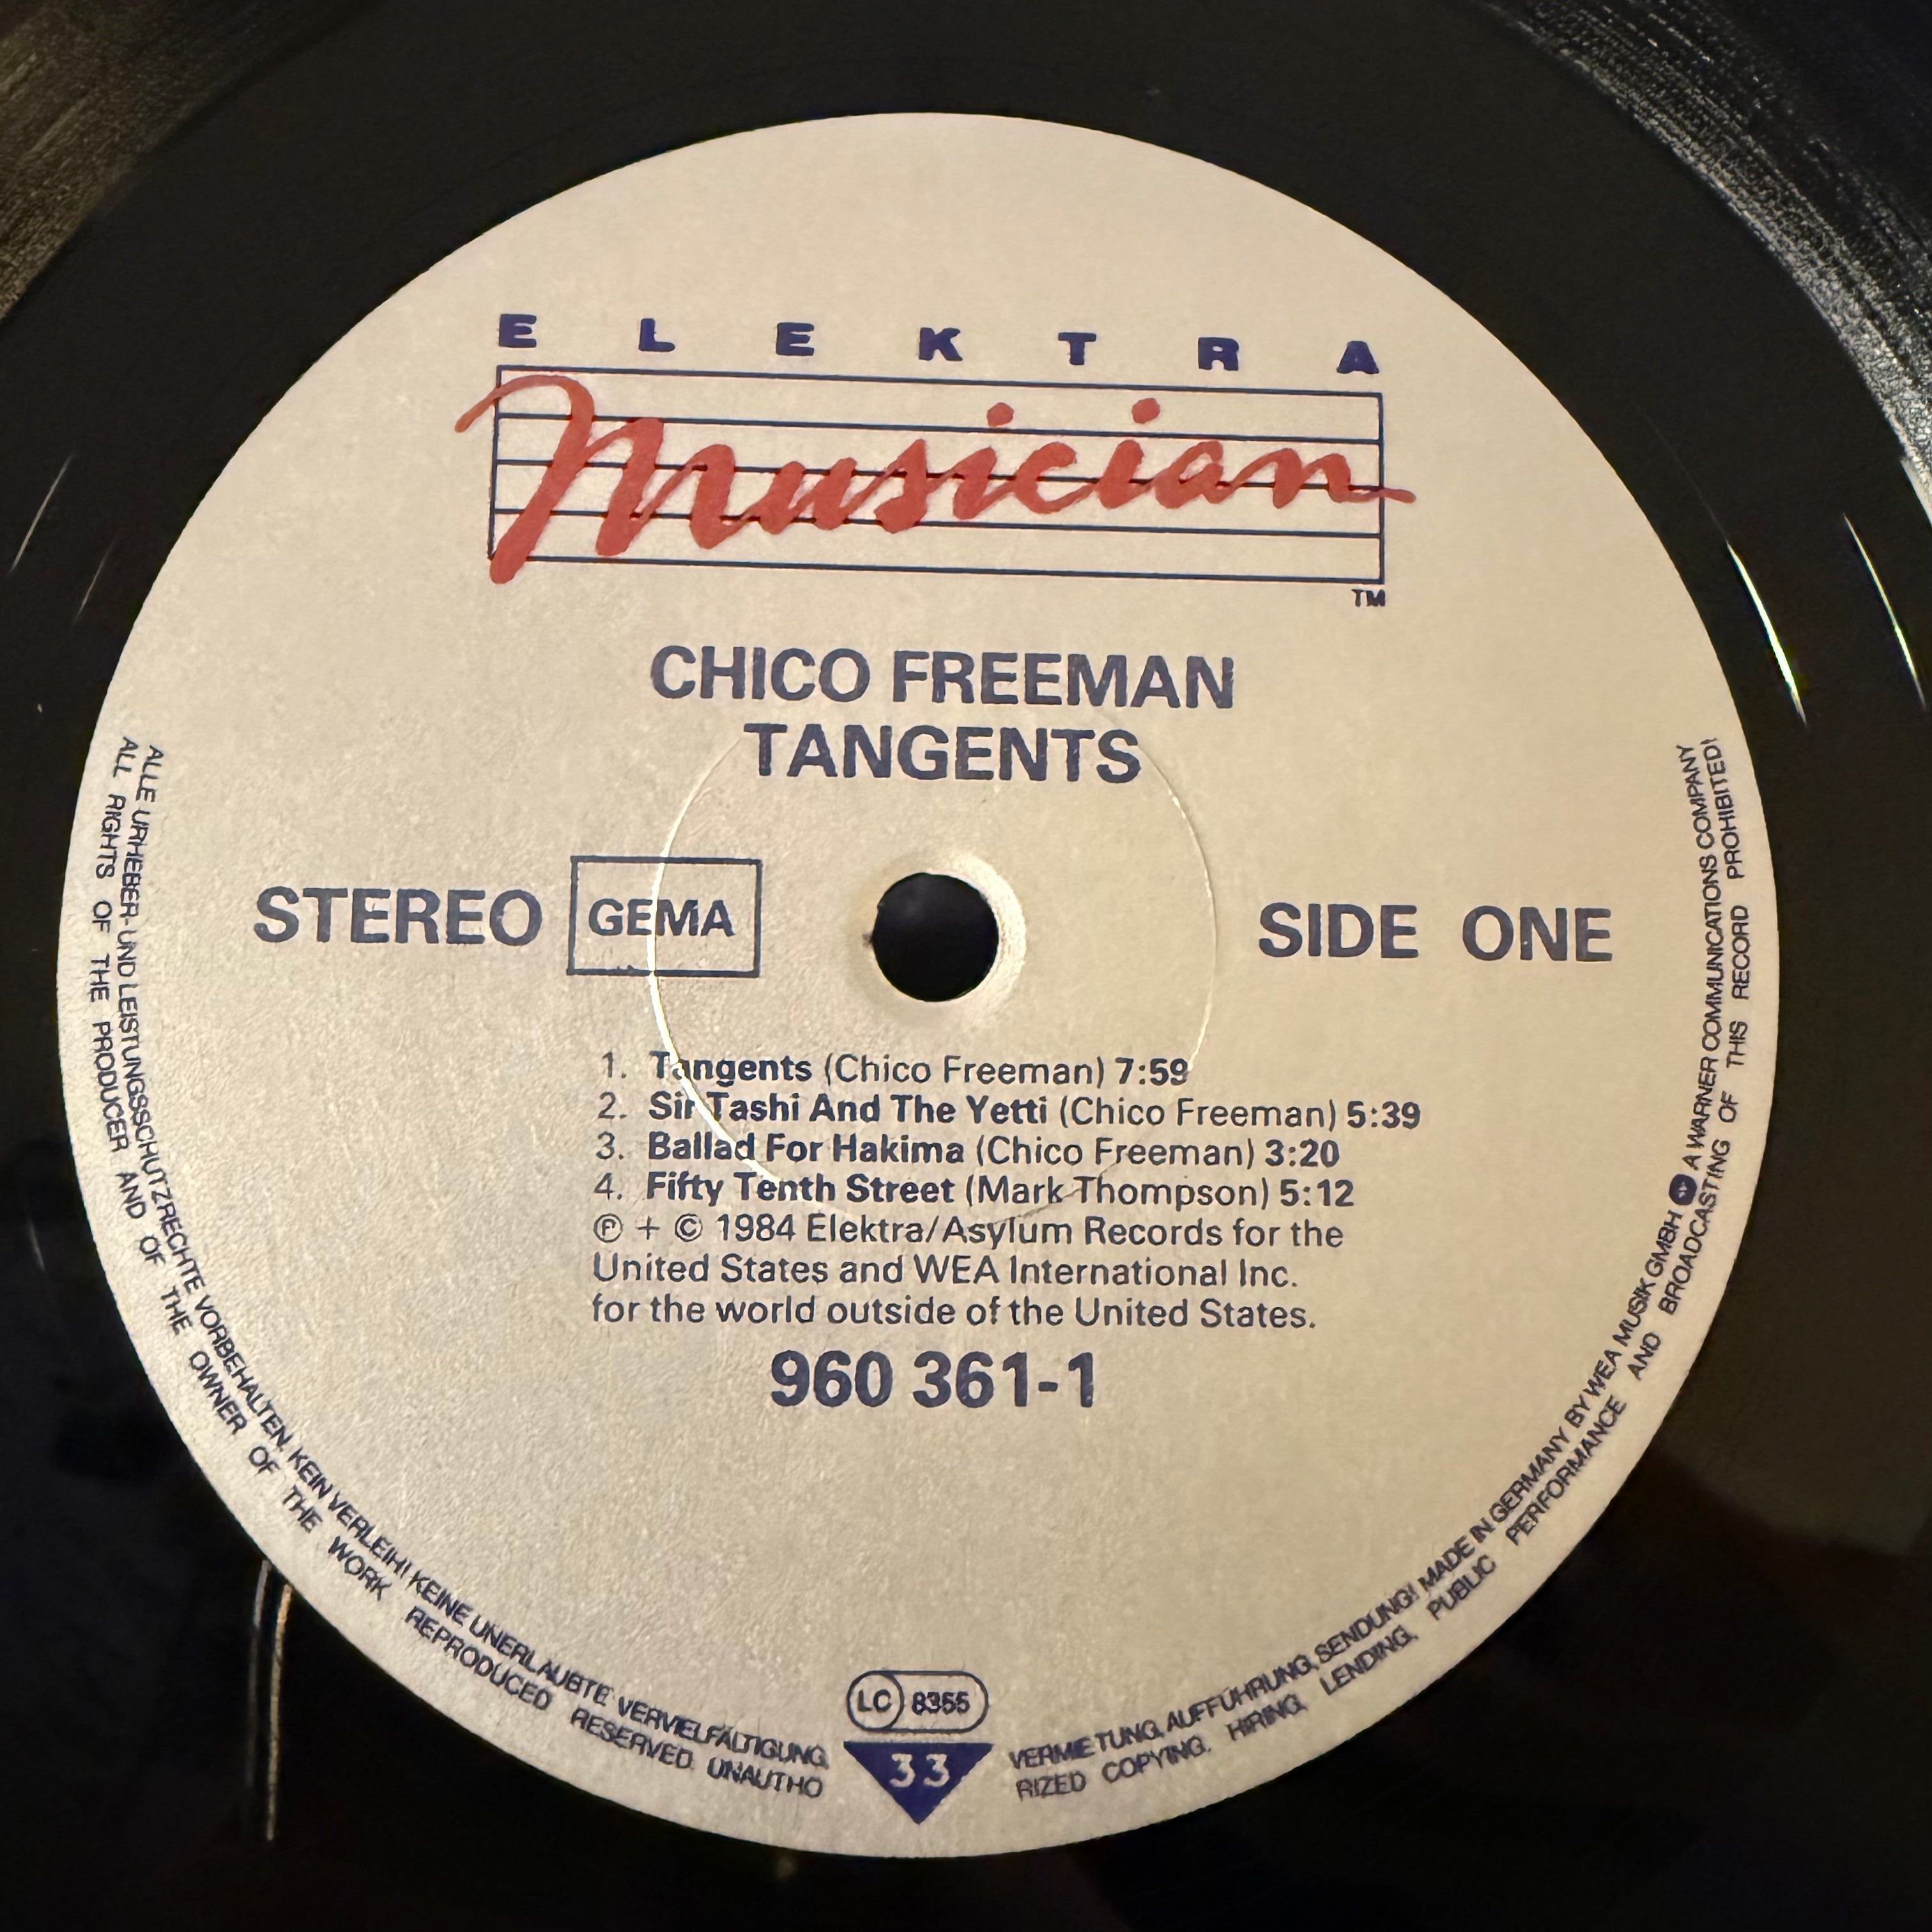 ELEKTRA
Musician
TM
CHICO FREEMAN
TANGENTS
STEREO GEMA SIDE ONE
1. Tangents (Chico Freeman) 7:59
2. Sir Tashi And The Yetti (Chico Freeman) 5:39
3. Ballad For Hakima (Chico Freeman) 3:20
4. Fifty Tenth Street (Mark Thompson) 5:12
℗ + © 1984 Elektra/Asylum Records for the
United States and WEA International Inc.
for the world outside of the United States.
960 361-1
LC 8355
33
ALLE URHEBER- UND LEISTUNGSSCHUTZRECHTE VORBEHALTEN. KEIN VERLEIH! KEINE UNERLAUBTE VERVIELFÄLTIGUNG, VERMIETUNG, AUFFÜHRUNG, SENDUNG! MADE IN GERMANY BY WEA MUSIK GMBH A WARNER COMMUNICATIONS COMPANY
ALL RIGHTS OF THE PRODUCER AND OF THE OWNER OF THE WORK REPRODUCED RESERVED. UNAUTHORIZED COPYING, HIRING, LENDING, PUBLIC PERFORMANCE AND BROADCASTING OF THIS RECORD PROHIBITED!